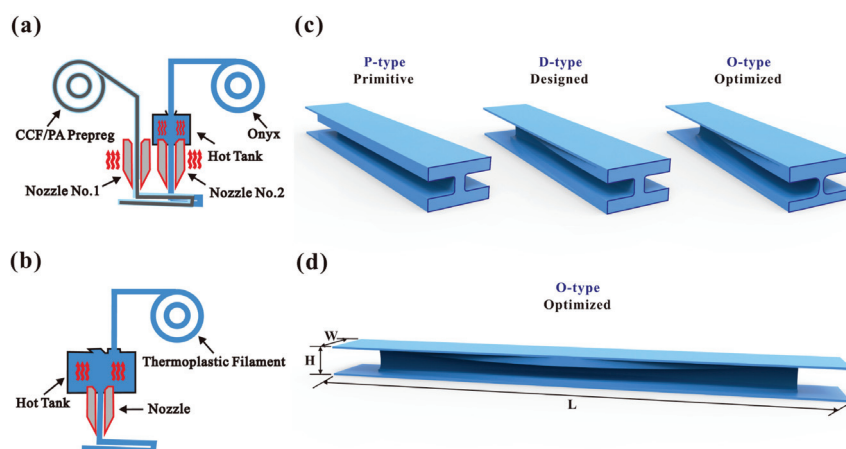 (a)
CCF/PA Prepreg
Onyx
Hot Tank
Nozzle No.1
Nozzle No.2
(b)
Thermoplastic Filament
Hot Tank
Nozzle
(c)
P-type
Primitive
D-type
Designed
O-type
Optimized
(d)
O-type
Optimized
W
H
L